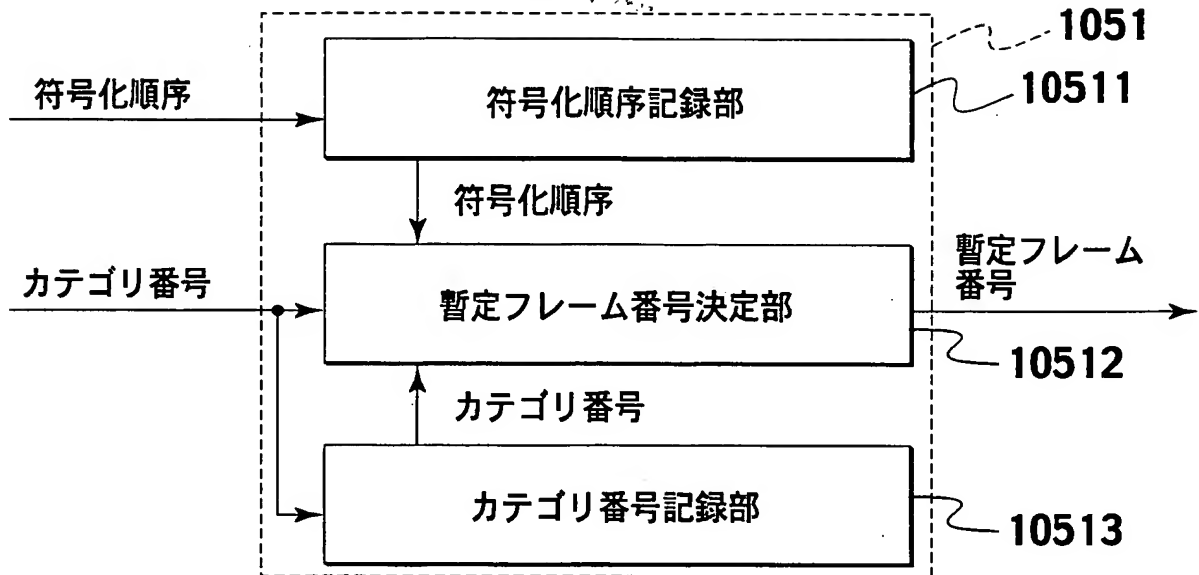 1051
符号化順序
符号化順序記録部
10511
符号化順序
カテゴリ番号
暫定フレーム番号決定部
暫定フレーム
番号
10512
カテゴリ番号
カテゴリ番号記録部
10513